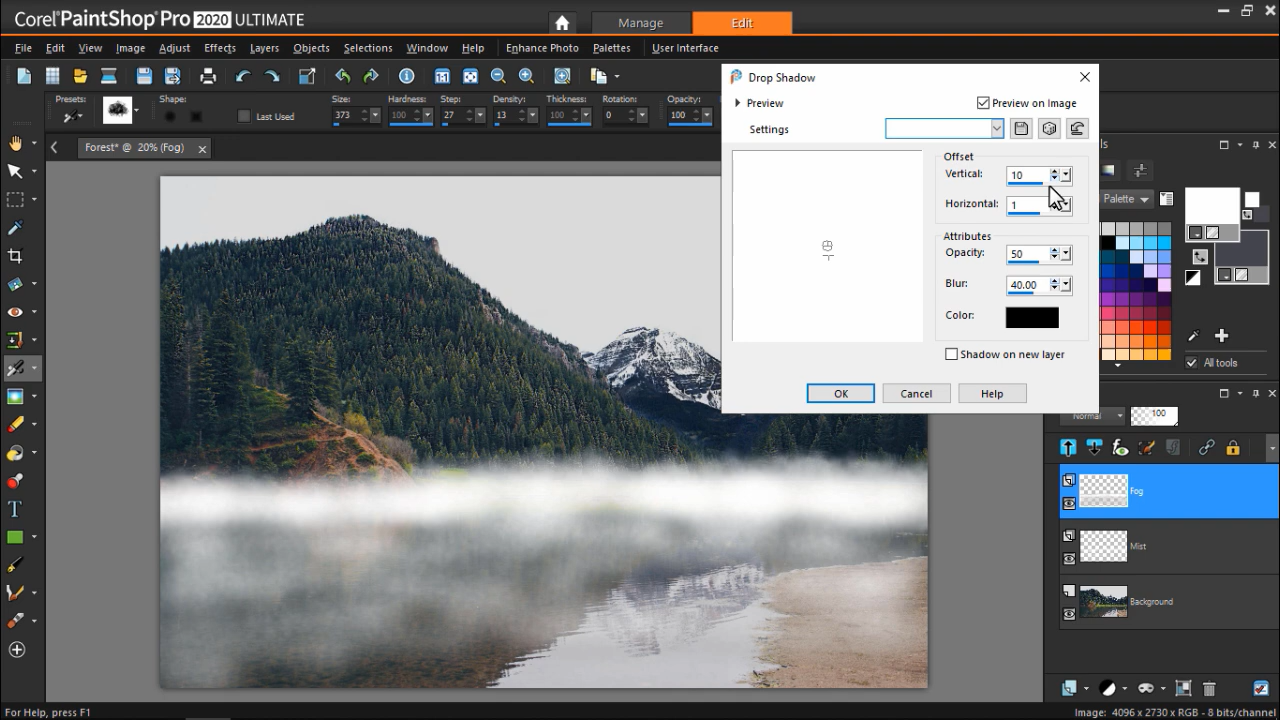 Corel® PaintShop® Pro 2020 ULTIMATE
Manage
Edit
File Edit View Image Adjust Effects Layers Objects Selections Window Help Enhance Photo Palettes User Interface
Presets: Shape: Last Used Size: Hardness: Step: Density: Thickness: Rotation: Opacity:
373 100 27 13 100 0 100
Forest* @ 20% (Fog)
Drop Shadow
Preview
Preview on Image
Settings
Offset
Vertical: 10
Horizontal: 1
Attributes
Opacity: 50
Blur: 40.00
Color:
Shadow on new layer
OK
Cancel
Help
Palette
All tools
Normal
100
Fog
Mist
Background
T
For Help, press F1
Image: 4096 x 2730 x RGB - 8 bits/channel